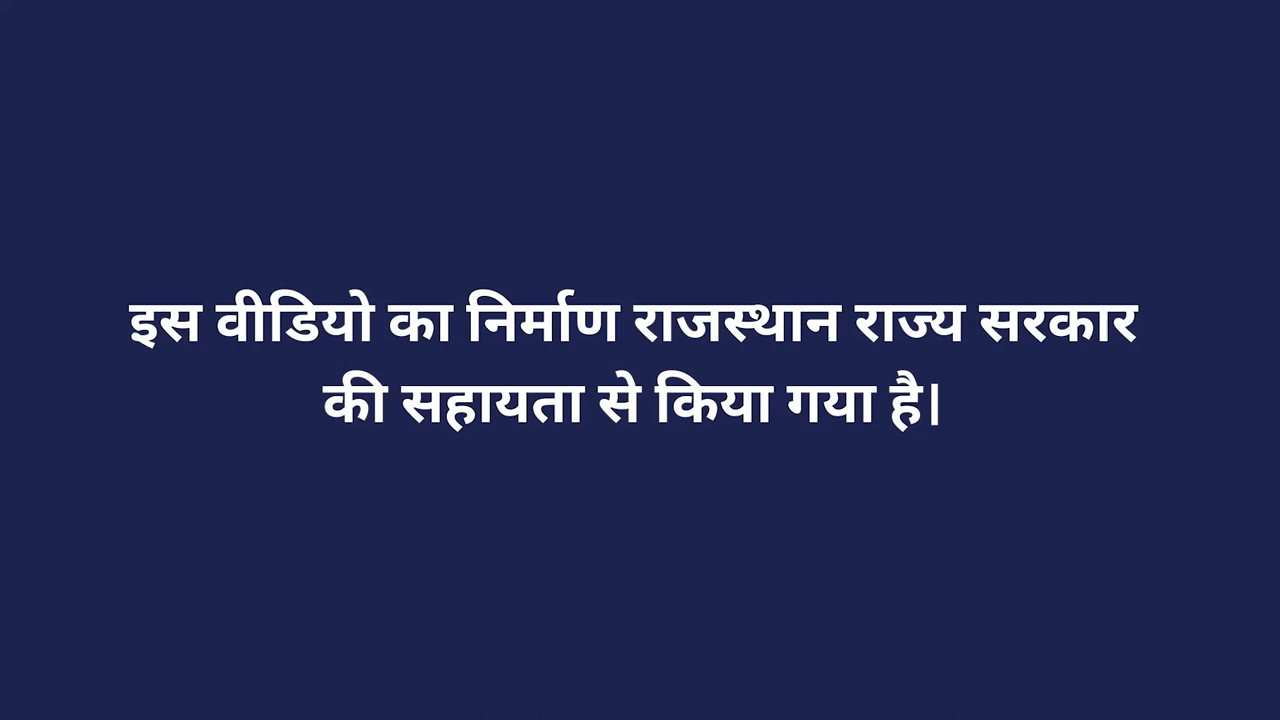 इस वीडियो का निर्माण राजस्थान राज्य सरकार
की सहायता से किया गया है।